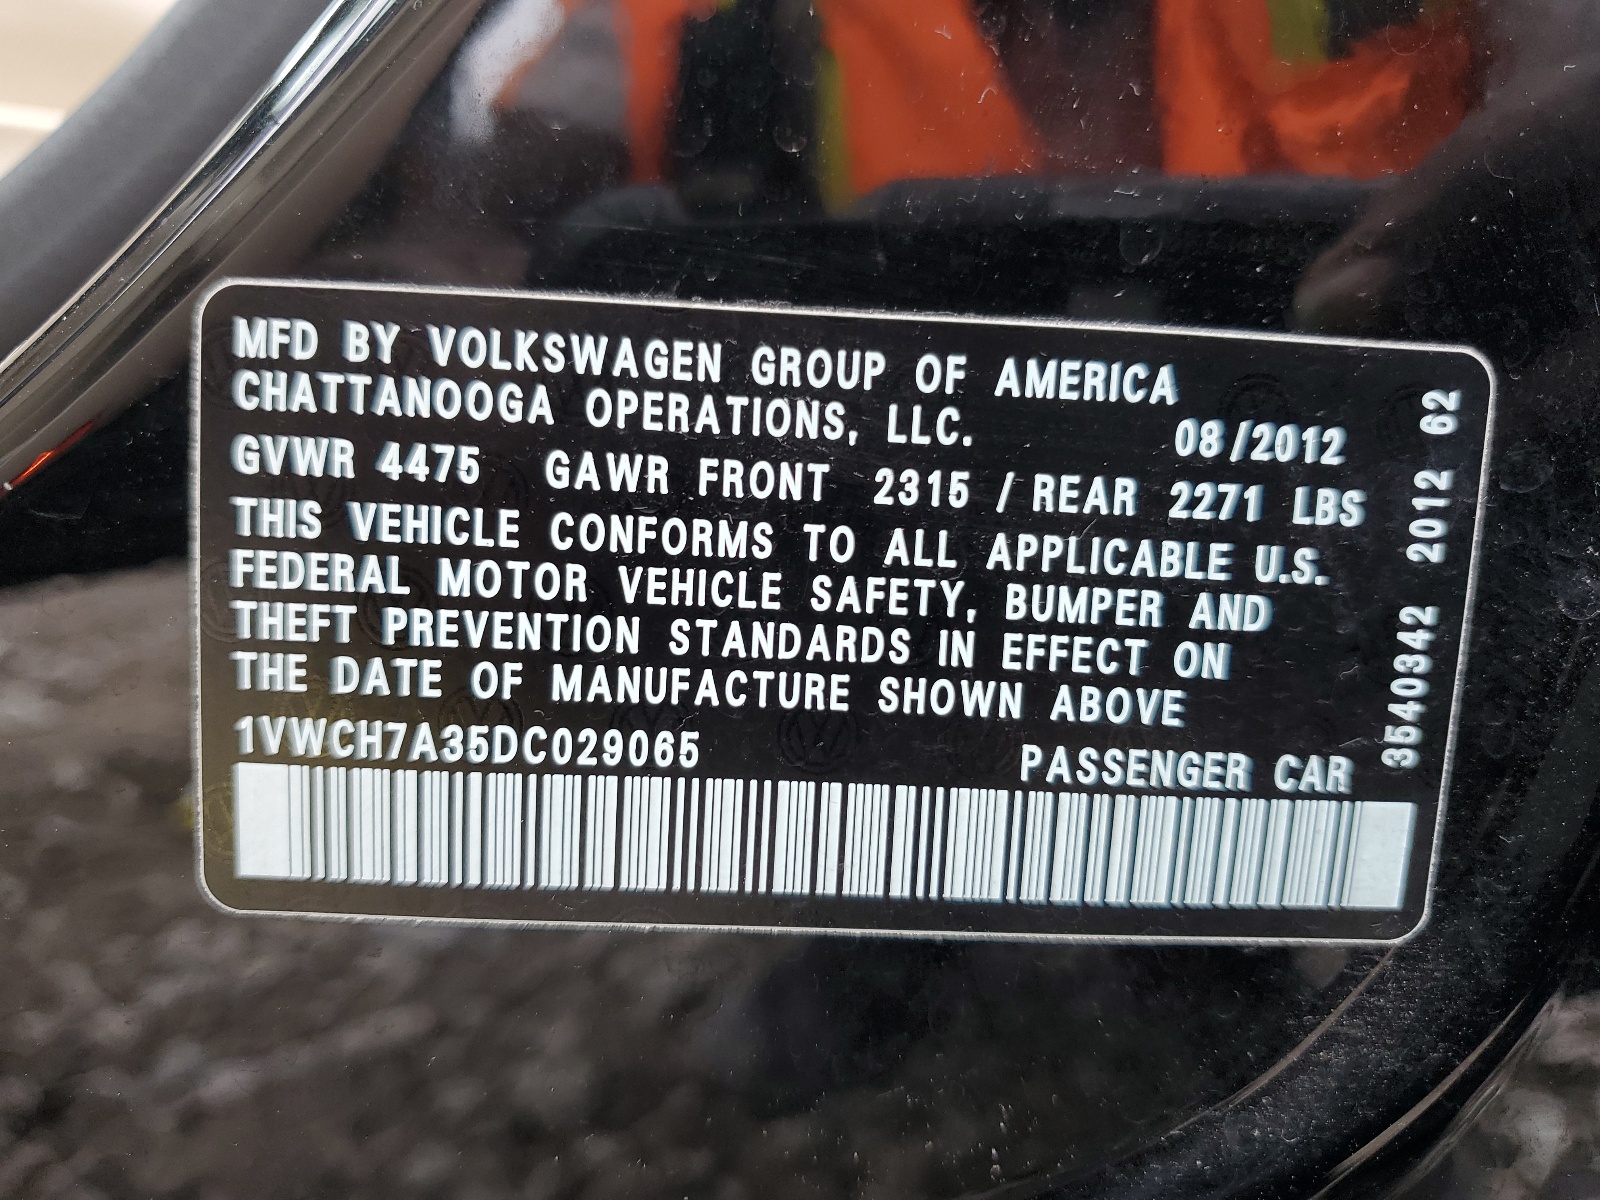 MFD BY VOLKSWAGEN GROUP OF AMERICA
CHATTANOOGA OPERATIONS, LLC. 08/2012
GVWR 4475 GAWR FRONT 2315 / REAR 2271 LBS
THIS VEHICLE CONFORMS TO ALL APPLICABLE U.S.
FEDERAL MOTOR VEHICLE SAFETY, BUMPER AND
THEFT PREVENTION STANDARDS IN EFFECT ON
THE DATE OF MANUFACTURE SHOWN ABOVE
1VWCH7A35DC029065 PASSENGER CAR
3540342 2012 62